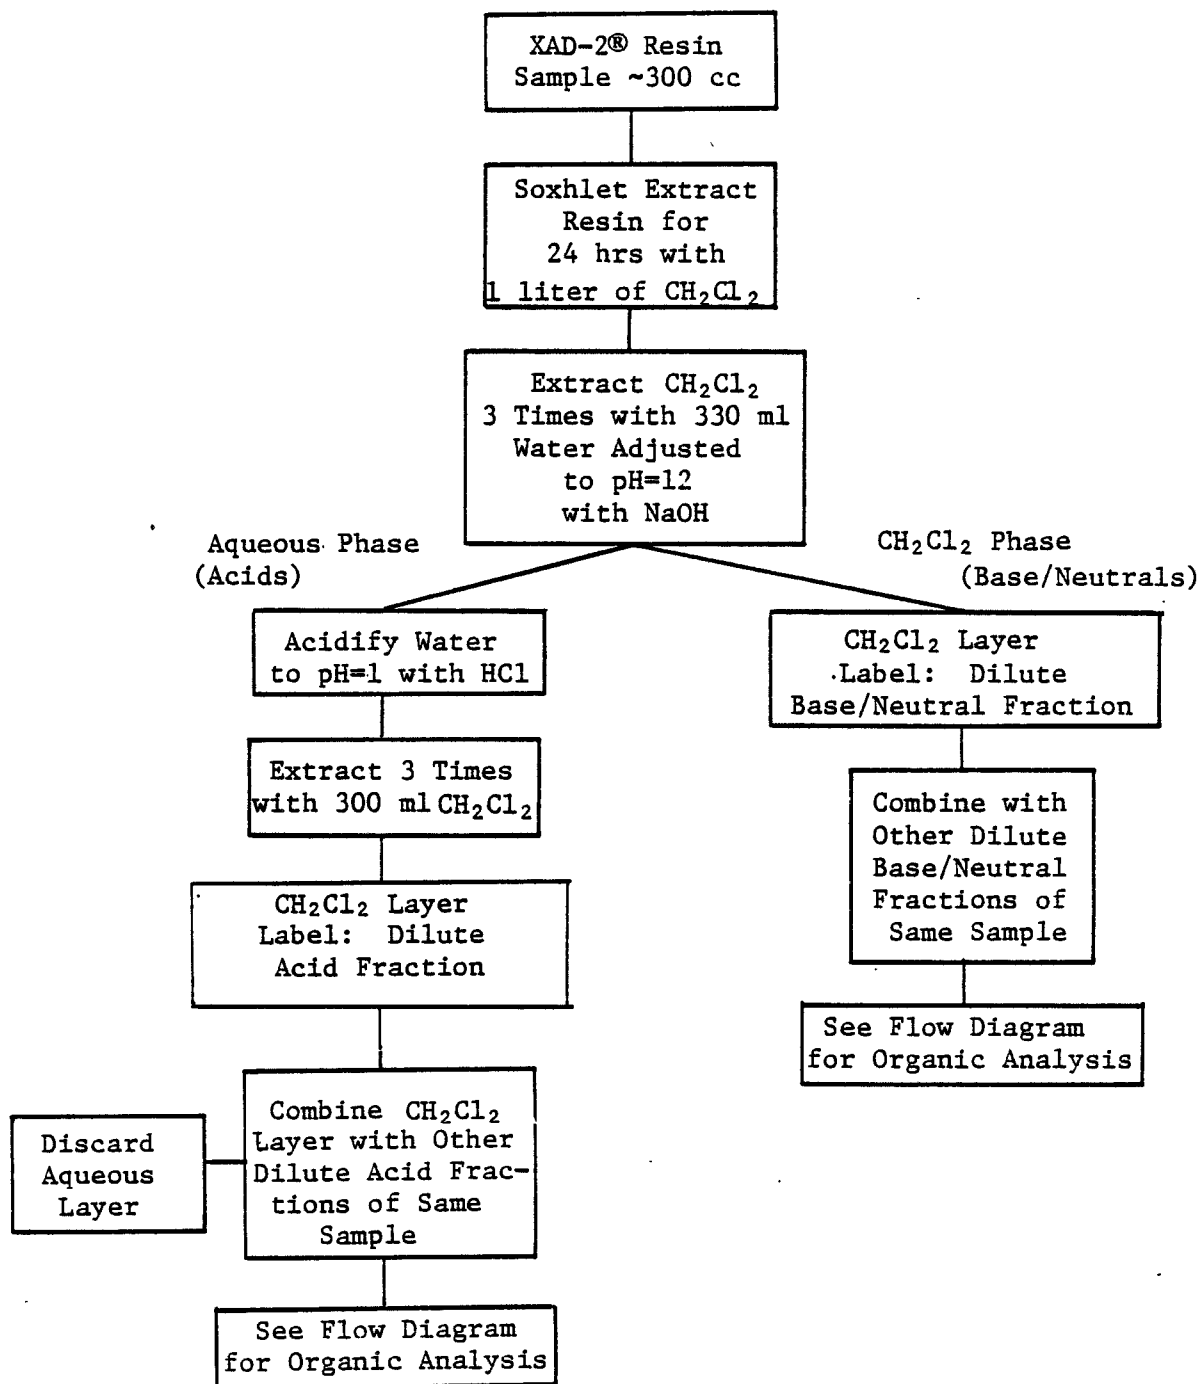 XAD-2® Resin
Sample ~300 cc
Soxhlet Extract
Resin for
24 hrs with
1 liter of CH₂Cl₂
Extract CH₂Cl₂
3 Times with 330 ml
Water Adjusted
to pH=12
with NaOH
Aqueous Phase
(Acids)
CH₂Cl₂ Phase
(Base/Neutrals)
Acidify Water
to pH=1 with HCl
Extract 3 Times
with 300 ml CH₂Cl₂
CH₂Cl₂ Layer
Label: Dilute
Acid Fraction
Combine CH₂Cl₂
Layer with Other
Dilute Acid Frac-
tions of Same
Sample
Discard
Aqueous
Layer
See Flow Diagram
for Organic Analysis
CH₂Cl₂ Layer
Label: Dilute
Base/Neutral Fraction
Combine with
Other Dilute
Base/Neutral
Fractions of
Same Sample
See Flow Diagram
for Organic Analysis